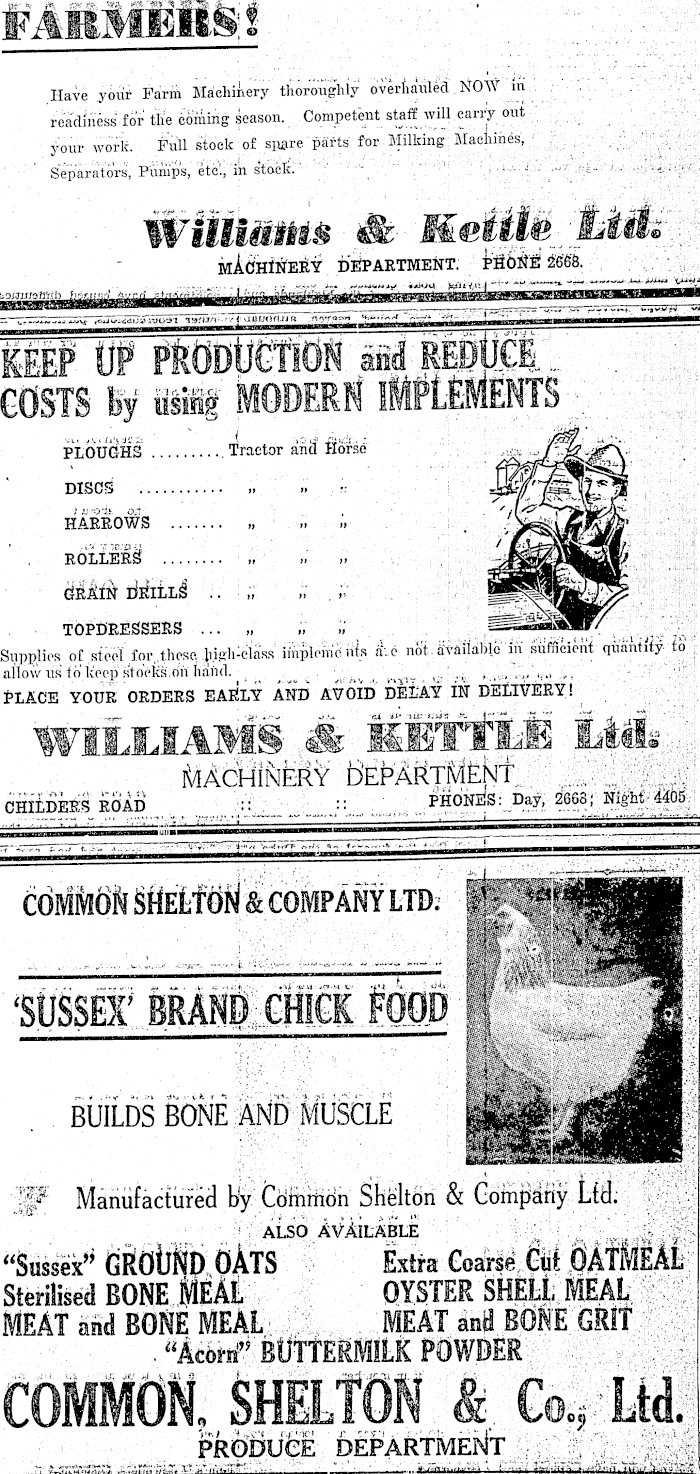 FARMERS!
Have your Farm Machinery thoroughly overhauled NOW in
readiness for the coming season. Competent staff will carry out
your work. Full stock of spare parts for Milking Machines,
Separators, Pumps, etc., in stock.
Williams & Kettle Ltd.
MACHINERY DEPARTMENT. PHONE 2668.
KEEP UP PRODUCTION and REDUCE
COSTS by using MODERN IMPLEMENTS
PLOUGHS ......... Tractor and Horse
DISCS ........... „ „ „
HARROWS ....... „ „ „
ROLLERS ........ „ „ „
GRAIN DRILLS .. „ „ „
TOPDRESSERS ... „ „ „
Supplies of steel for these high-class implements are not available in sufficient quantity to
allow us to keep stocks on hand.
PLACE YOUR ORDERS EARLY AND AVOID DELAY IN DELIVERY!
WILLIAMS & KETTLE Ltd.
MACHINERY DEPARTMENT
CHILDERS ROAD :: :: PHONES: Day, 2668; Night 4405
COMMON SHELTON & COMPANY LTD.
'SUSSEX' BRAND CHICK FOOD
BUILDS BONE AND MUSCLE
Manufactured by Common Shelton & Company Ltd.
ALSO AVAILABLE
"Sussex" GROUND OATS Extra Coarse Cut OATMEAL
Sterilised BONE MEAL OYSTER SHELL MEAL
MEAT and BONE MEAL MEAT and BONE GRIT
"Acorn" BUTTERMILK POWDER
COMMON, SHELTON & Co., Ltd.
PRODUCE DEPARTMENT